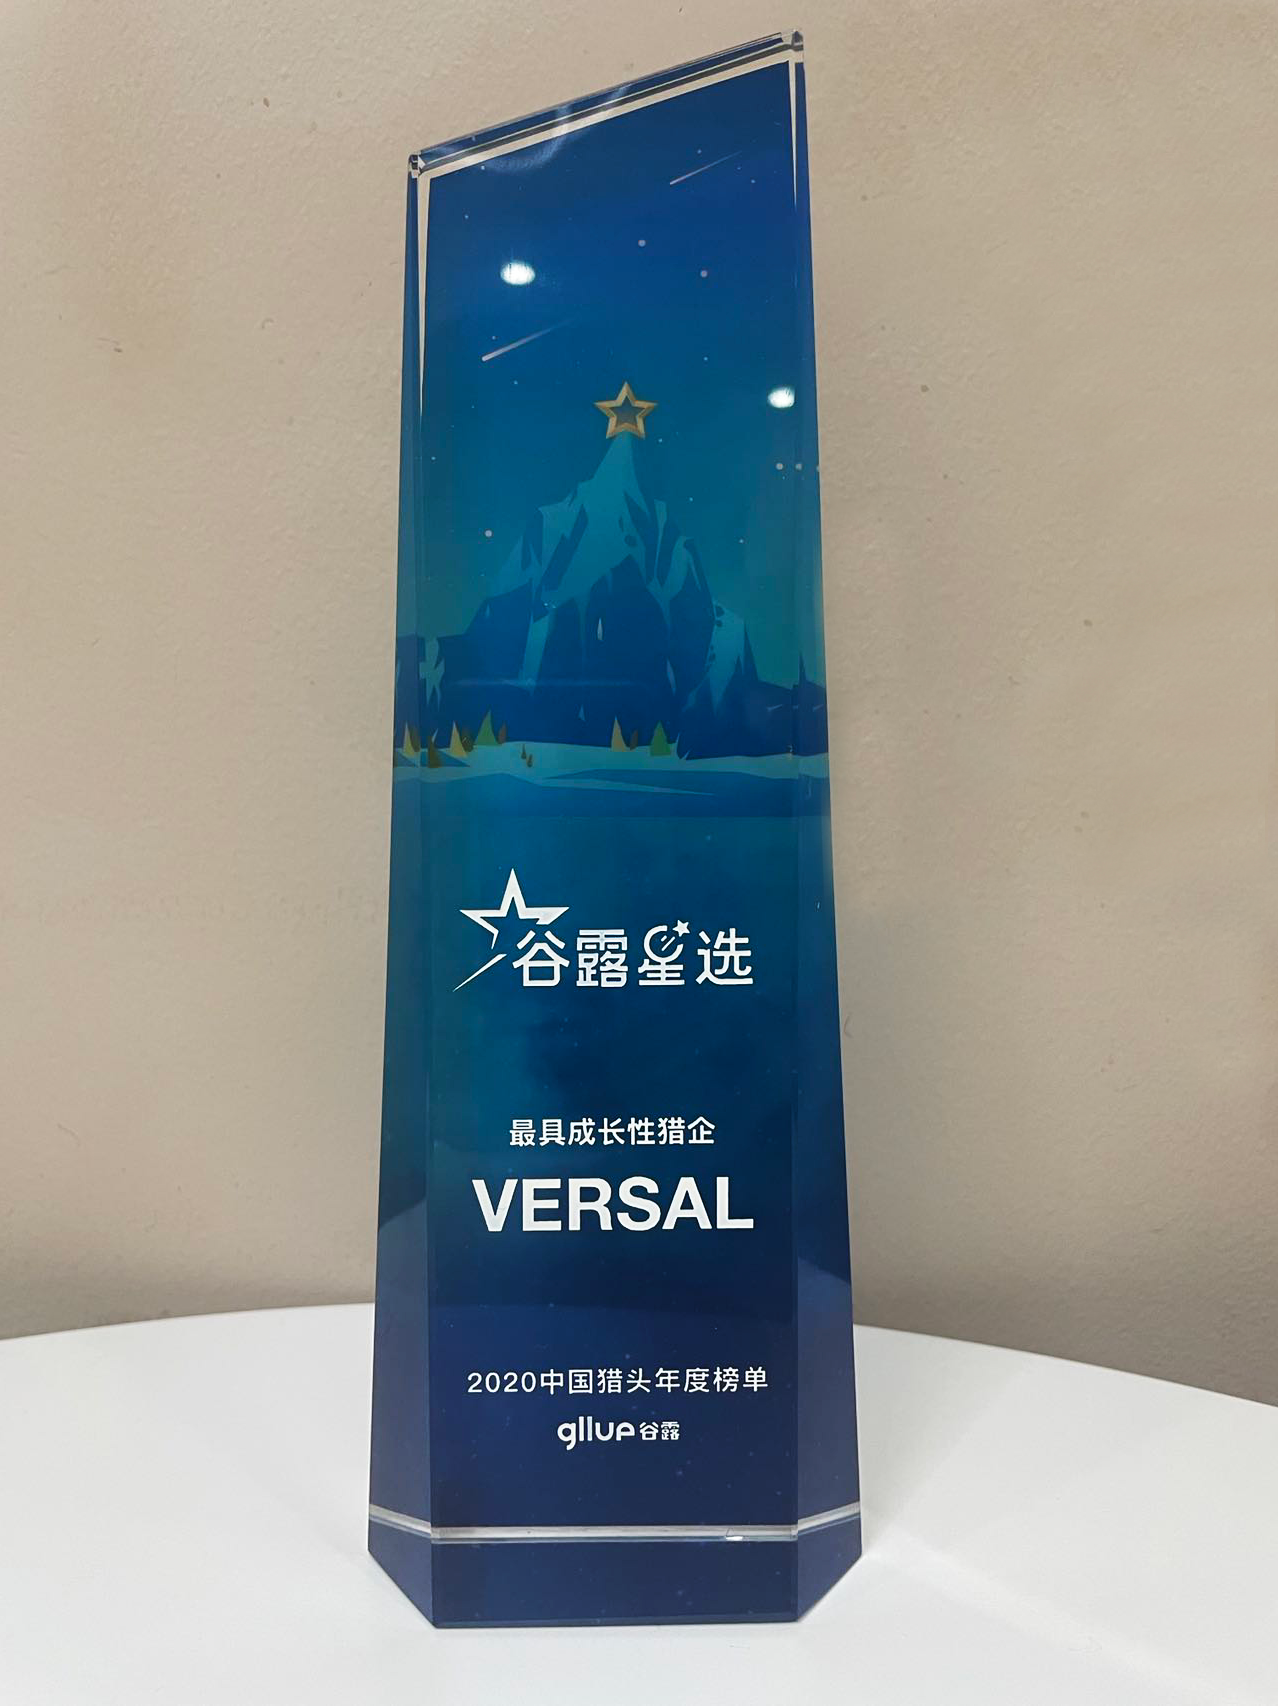 谷露星选
最具成长性猎企
VERSAL
2020中国猎头年度榜单
gllue谷露